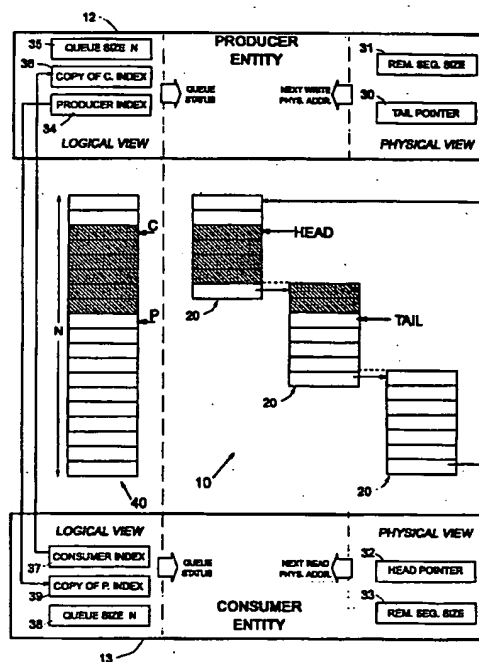 12
35
QUEUE SIZE N
36
COPY OF C. INDEX
PRODUCER INDEX
34
LOGICAL VIEW
PRODUCER
ENTITY
QUEUE
STATUS
NEXT WRITE
PHYS. ADDR.
31
REM. SEG. SIZE
30
TAIL POINTER
PHYSICAL VIEW
C
HEAD
N
P
20
TAIL
20
10
40
20
LOGICAL VIEW
CONSUMER INDEX
37
COPY OF P. INDEX
39
QUEUE SIZE N
38
QUEUE
STATUS
NEXT READ
PHYS. ADDR.
CONSUMER
ENTITY
PHYSICAL VIEW
32
HEAD POINTER
33
REM. SEG. SIZE
13